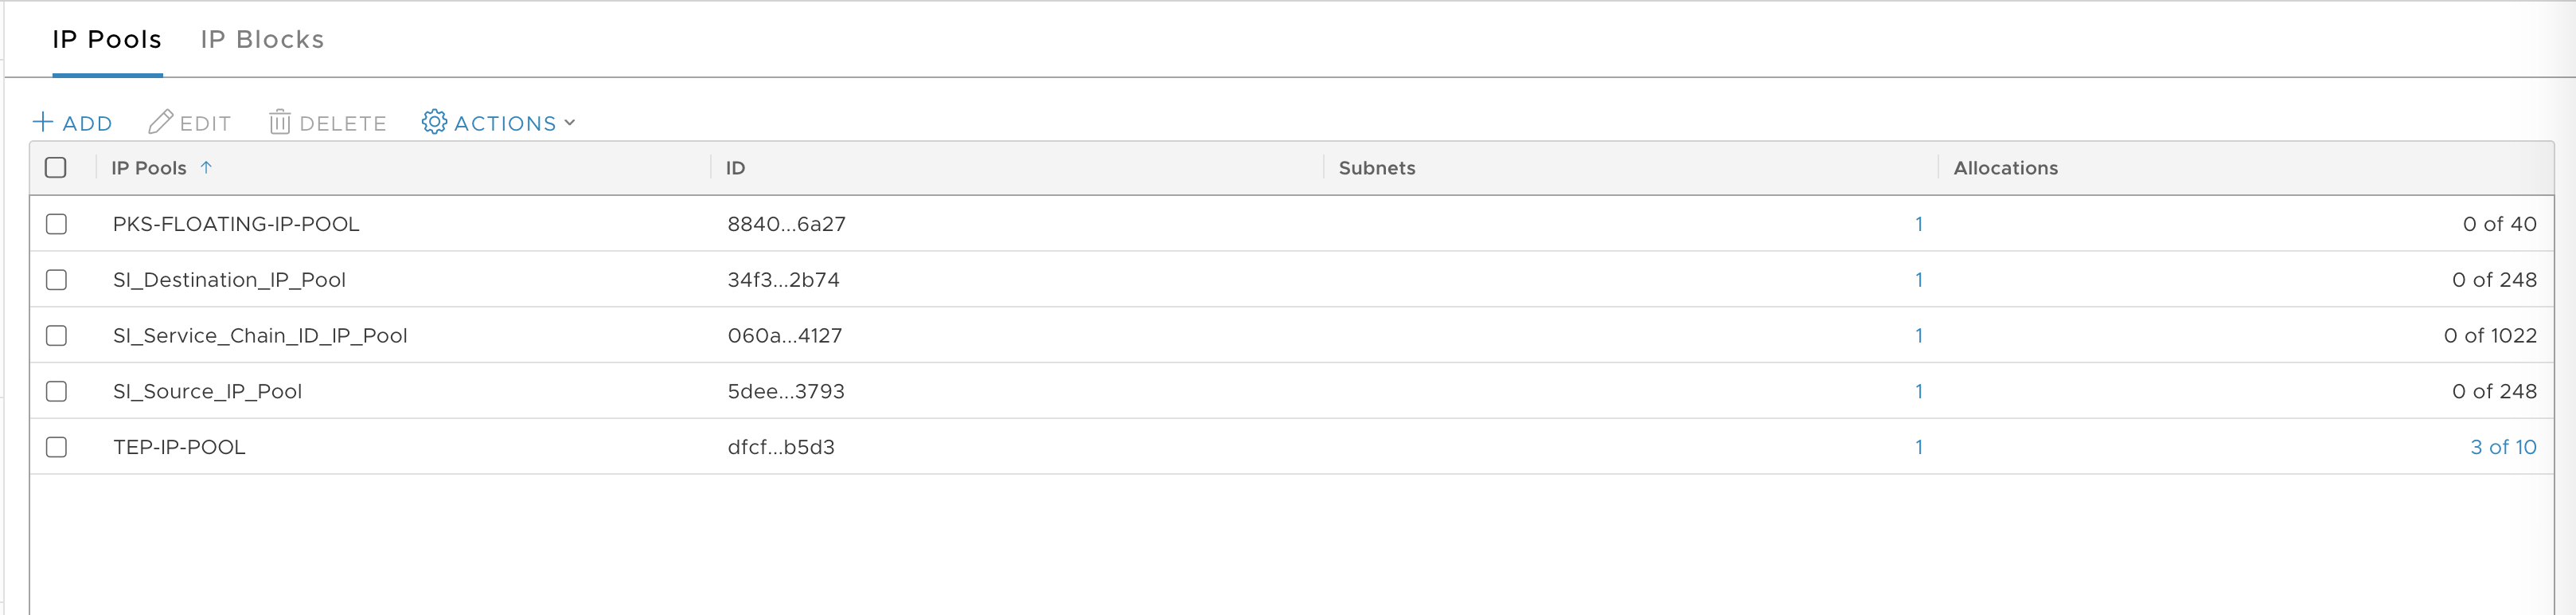 IP Pools IP Blocks
+ ADD EDIT DELETE ACTIONS
IP Pools ↑ ID Subnets Allocations
PKS-FLOATING-IP-POOL 8840...6a27 1 0 of 40
SI_Destination_IP_Pool 34f3...2b74 1 0 of 248
SI_Service_Chain_ID_IP_Pool 060a...4127 1 0 of 1022
SI_Source_IP_Pool 5dee...3793 1 0 of 248
TEP-IP-POOL dfcf...b5d3 1 3 of 10